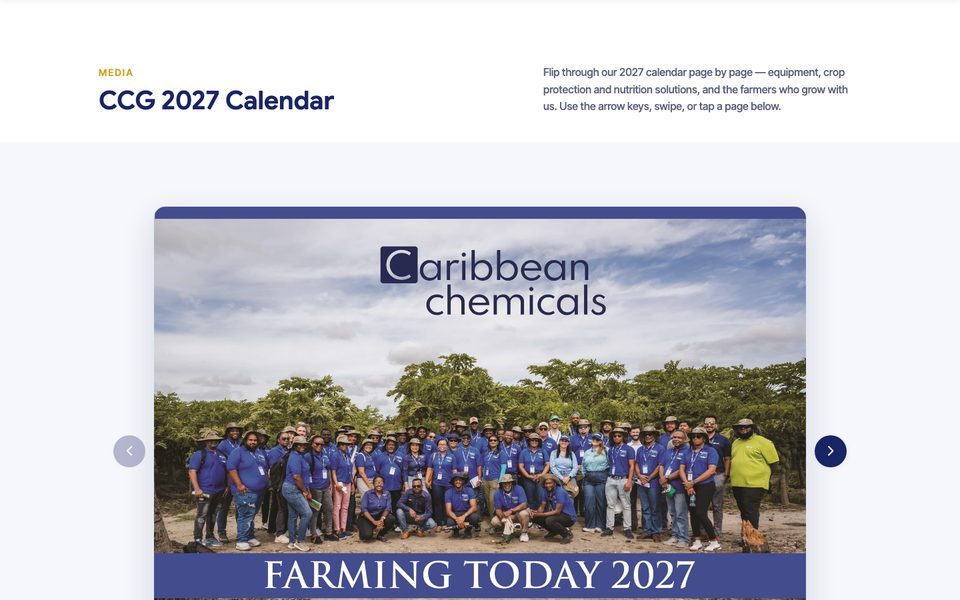 MEDIA
CCG 2027 Calendar
Flip through our 2027 calendar page by page — equipment, crop
protection and nutrition solutions, and the farmers who grow with
us. Use the arrow keys, swipe, or tap a page below.
Caribbean
chemicals
FARMING TODAY 2027